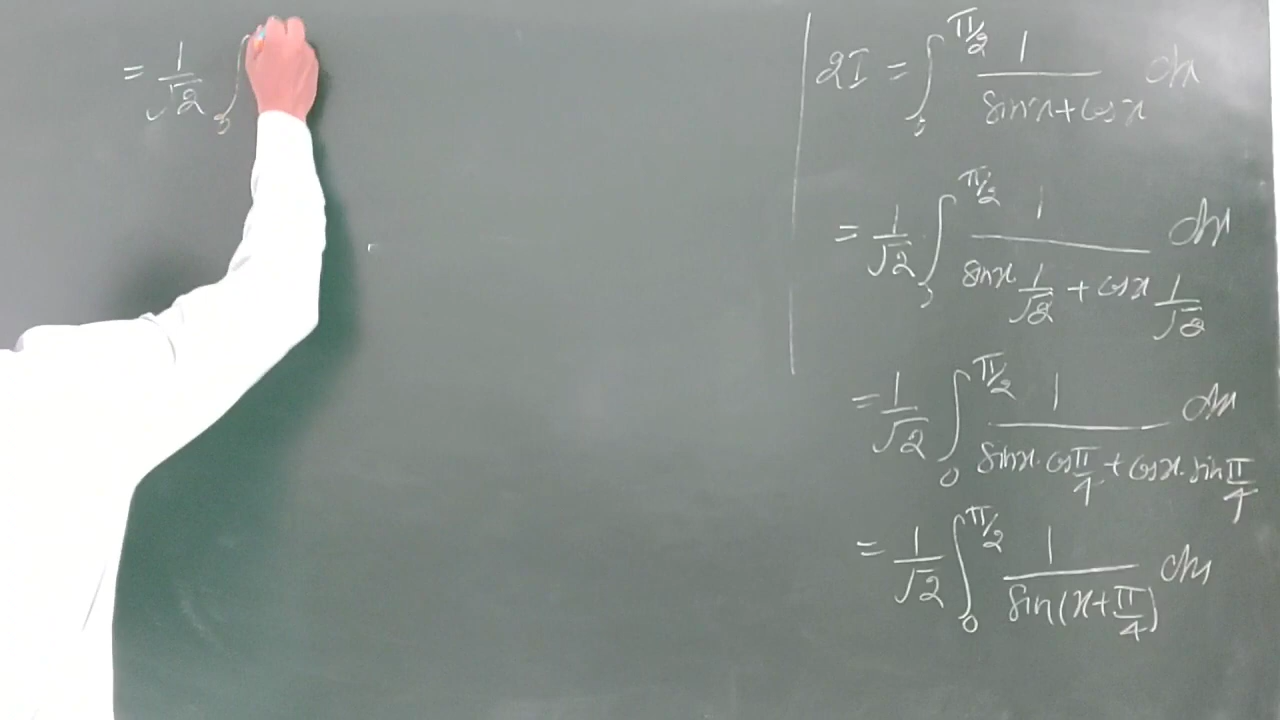 = 1/√2 ∫
2I = ∫₀^π/2 1/(sin x + cos x) dx
= 1/√2 ∫₀^π/2 1/(sin x · 1/√2 + cos x 1/√2) dx
= 1/√2 ∫₀^π/2 1/(sin x · cos π/4 + cos x · sin π/4) dx
= 1/√2 ∫₀^π/2 1/(sin(x + π/4)) dx